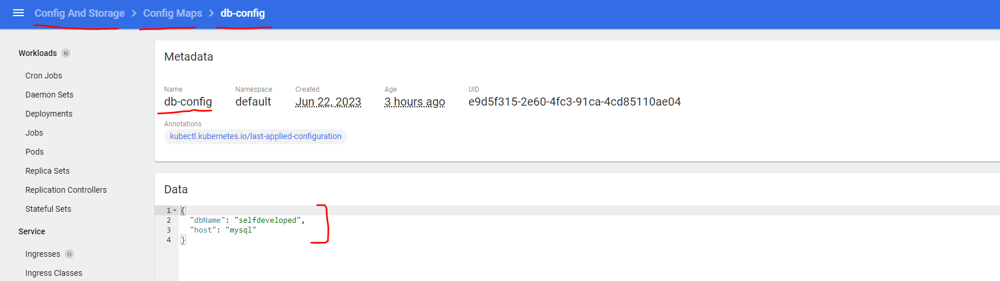 Config And Storage > Config Maps > db-config
Workloads N
Cron Jobs
Daemon Sets
Deployments
Jobs
Pods
Replica Sets
Replication Controllers
Stateful Sets
Service
Ingresses N
Ingress Classes
Metadata
Name Namespace Created Age UID
db-config default Jun 22, 2023 3 hours ago e9d5f315-2e60-4fc3-91ca-4cd85110ae04
Annotations
kubectl.kubernetes.io/last-applied-configuration
Data
1 {
2 "dbName": "selfdeveloped",
3 "host": "mysql"
4 }